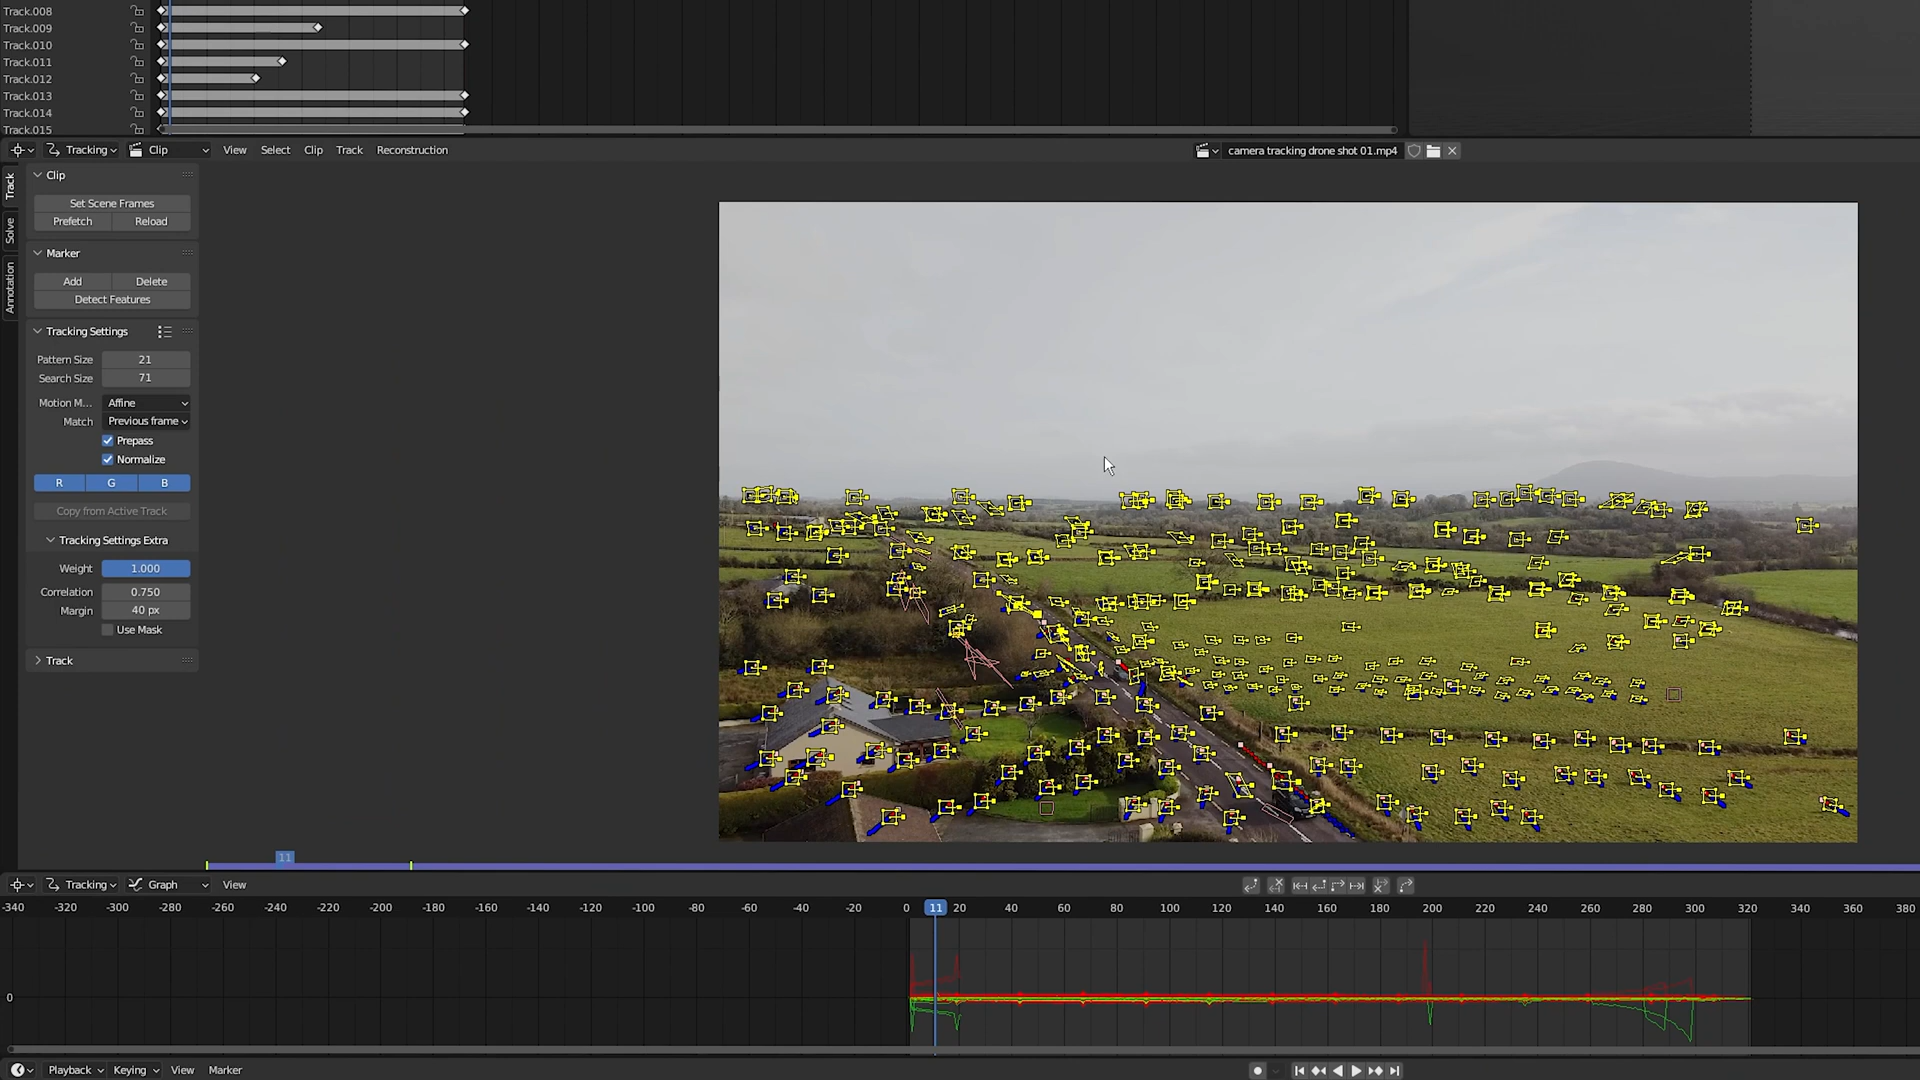 Track.008
Track.009
Track.010
Track.011
Track.012
Track.013
Track.014
Track.015
Tracking Clip View Select Clip Track Reconstruction camera tracking drone shot 01.mp4
Track
Solve
Annotation
Clip
Set Scene Frames
Prefetch Reload
Marker
Add Delete
Detect Features
Tracking Settings
Pattern Size 21
Search Size 71
Motion M... Affine
Match Previous frame
Prepass
Normalize
R G B
Copy from Active Track
Tracking Settings Extra
Weight 1.000
Correlation 0.750
Margin 40 px
Use Mask
Track
11
Tracking Graph View
-340 -320 -300 -280 -260 -240 -220 -200 -180 -160 -140 -120 -100 -80 -60 -40 -20 0 11 20 40 60 80 100 120 140 160 180 200 220 240 260 280 300 320 340 360 380
0
Playback Keying View Marker